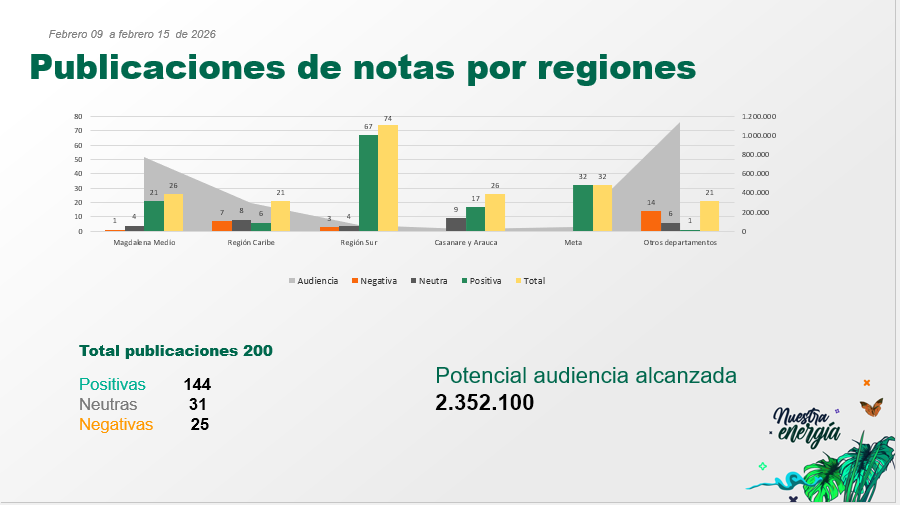 Febrero 09 a febrero 15 de 2026
Publicaciones de notas por regiones
80
70
60
50
40
30
20
10
0
1.200.000
1.000.000
800.000
600.000
400.000
200.000
0
1 4 21 26
7 8 6 21
3 4 67 74
9 17 26
32 32
14 6 1 21
Magdalena Medio Región Caribe Región Sur Casanare y Arauca Meta Otros departamentos
Audiencia Negativa Neutra Positiva Total
Total publicaciones 200
Positivas 144
Neutras 31
Negativas 25
Potencial audiencia alcanzada
2.352.100
Nuestra
energía